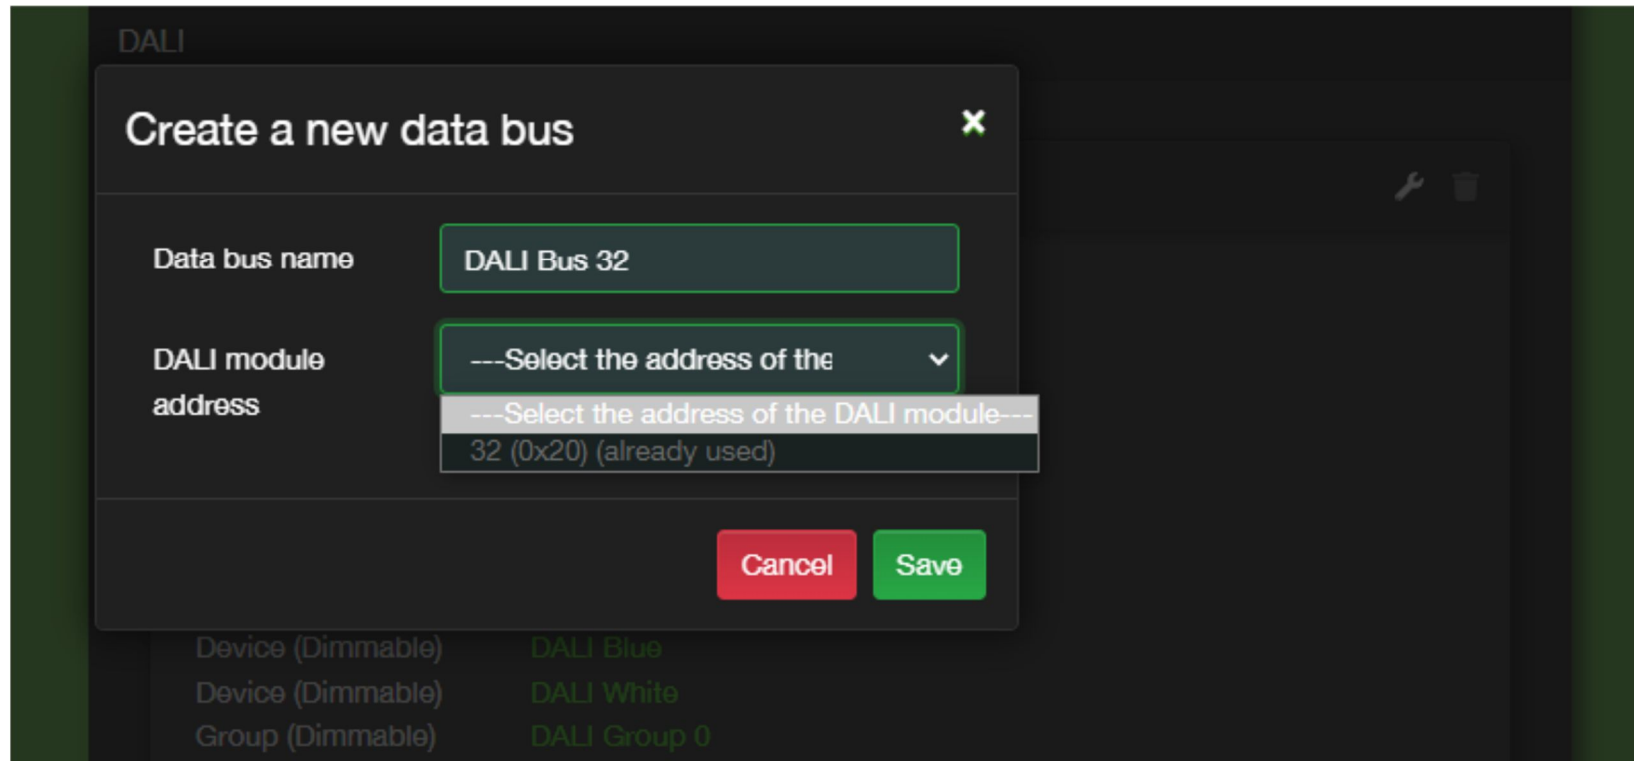 DALI
Create a new data bus
×
Data bus name
DALI Bus 32
DALI module
address
---Select the address of the
---Select the address of the DALI module---
32 (0x20) (already used)
Cancel
Save
Device (Dimmable) DALI Blue
Device (Dimmable) DALI White
Group (Dimmable) DALI Group 0